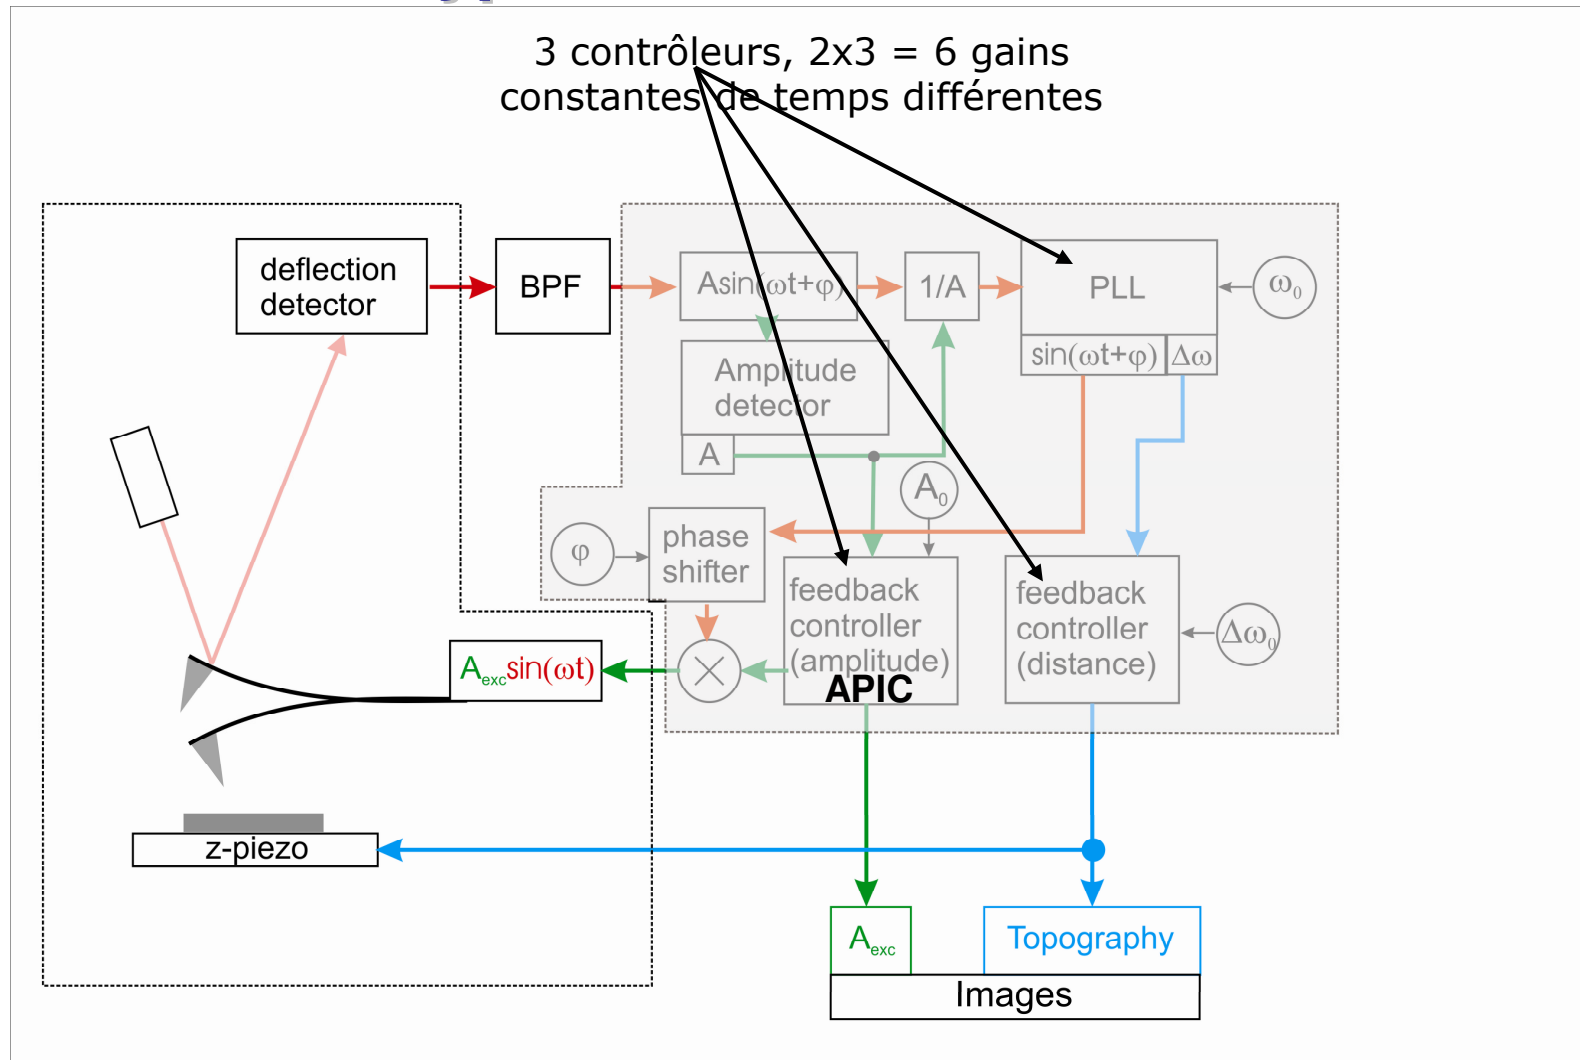 3 contrôleurs, 2x3 = 6 gains
constantes de temps différentes
deflection
detector
BPF
Asin(ωt+φ)
1/A
PLL
ω₀
sin(ωt+φ)
Δω
Amplitude
detector
A
A₀
φ
phase
shifter
feedback
controller
(amplitude)
APIC
feedback
controller
(distance)
Δω₀
Aexcsin(ωt)
z-piezo
Aexc
Topography
Images